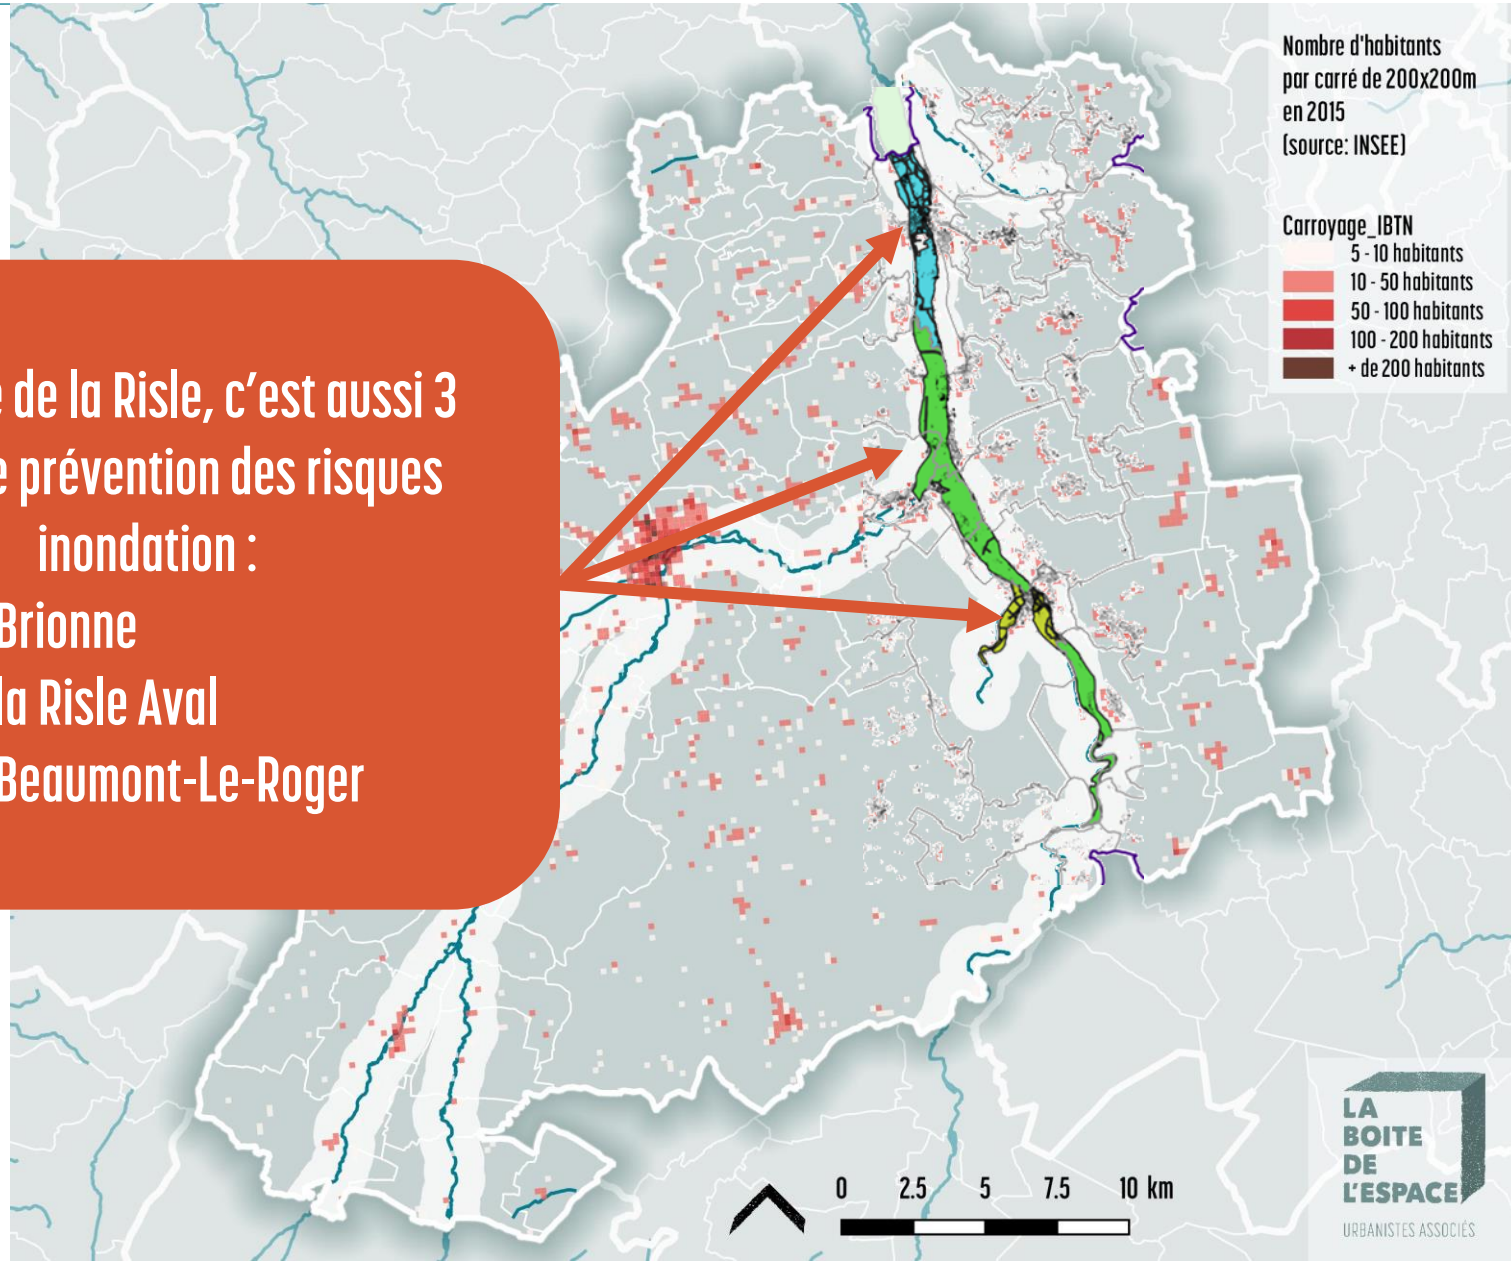 Nombre d'habitants
par carré de 200x200m
en 2015
(source: INSEE)
Carroyage_IBTN
5 - 10 habitants
10 - 50 habitants
50 - 100 habitants
100 - 200 habitants
+ de 200 habitants
de la Risle, c’est aussi 3
prévention des risques
inondation :
Brionne
la Risle Aval
Beaumont-Le-Roger
0 2.5 5 7.5 10 km
LA
BOITE
DE
L'ESPACE
URBANISTES ASSOCIÉS